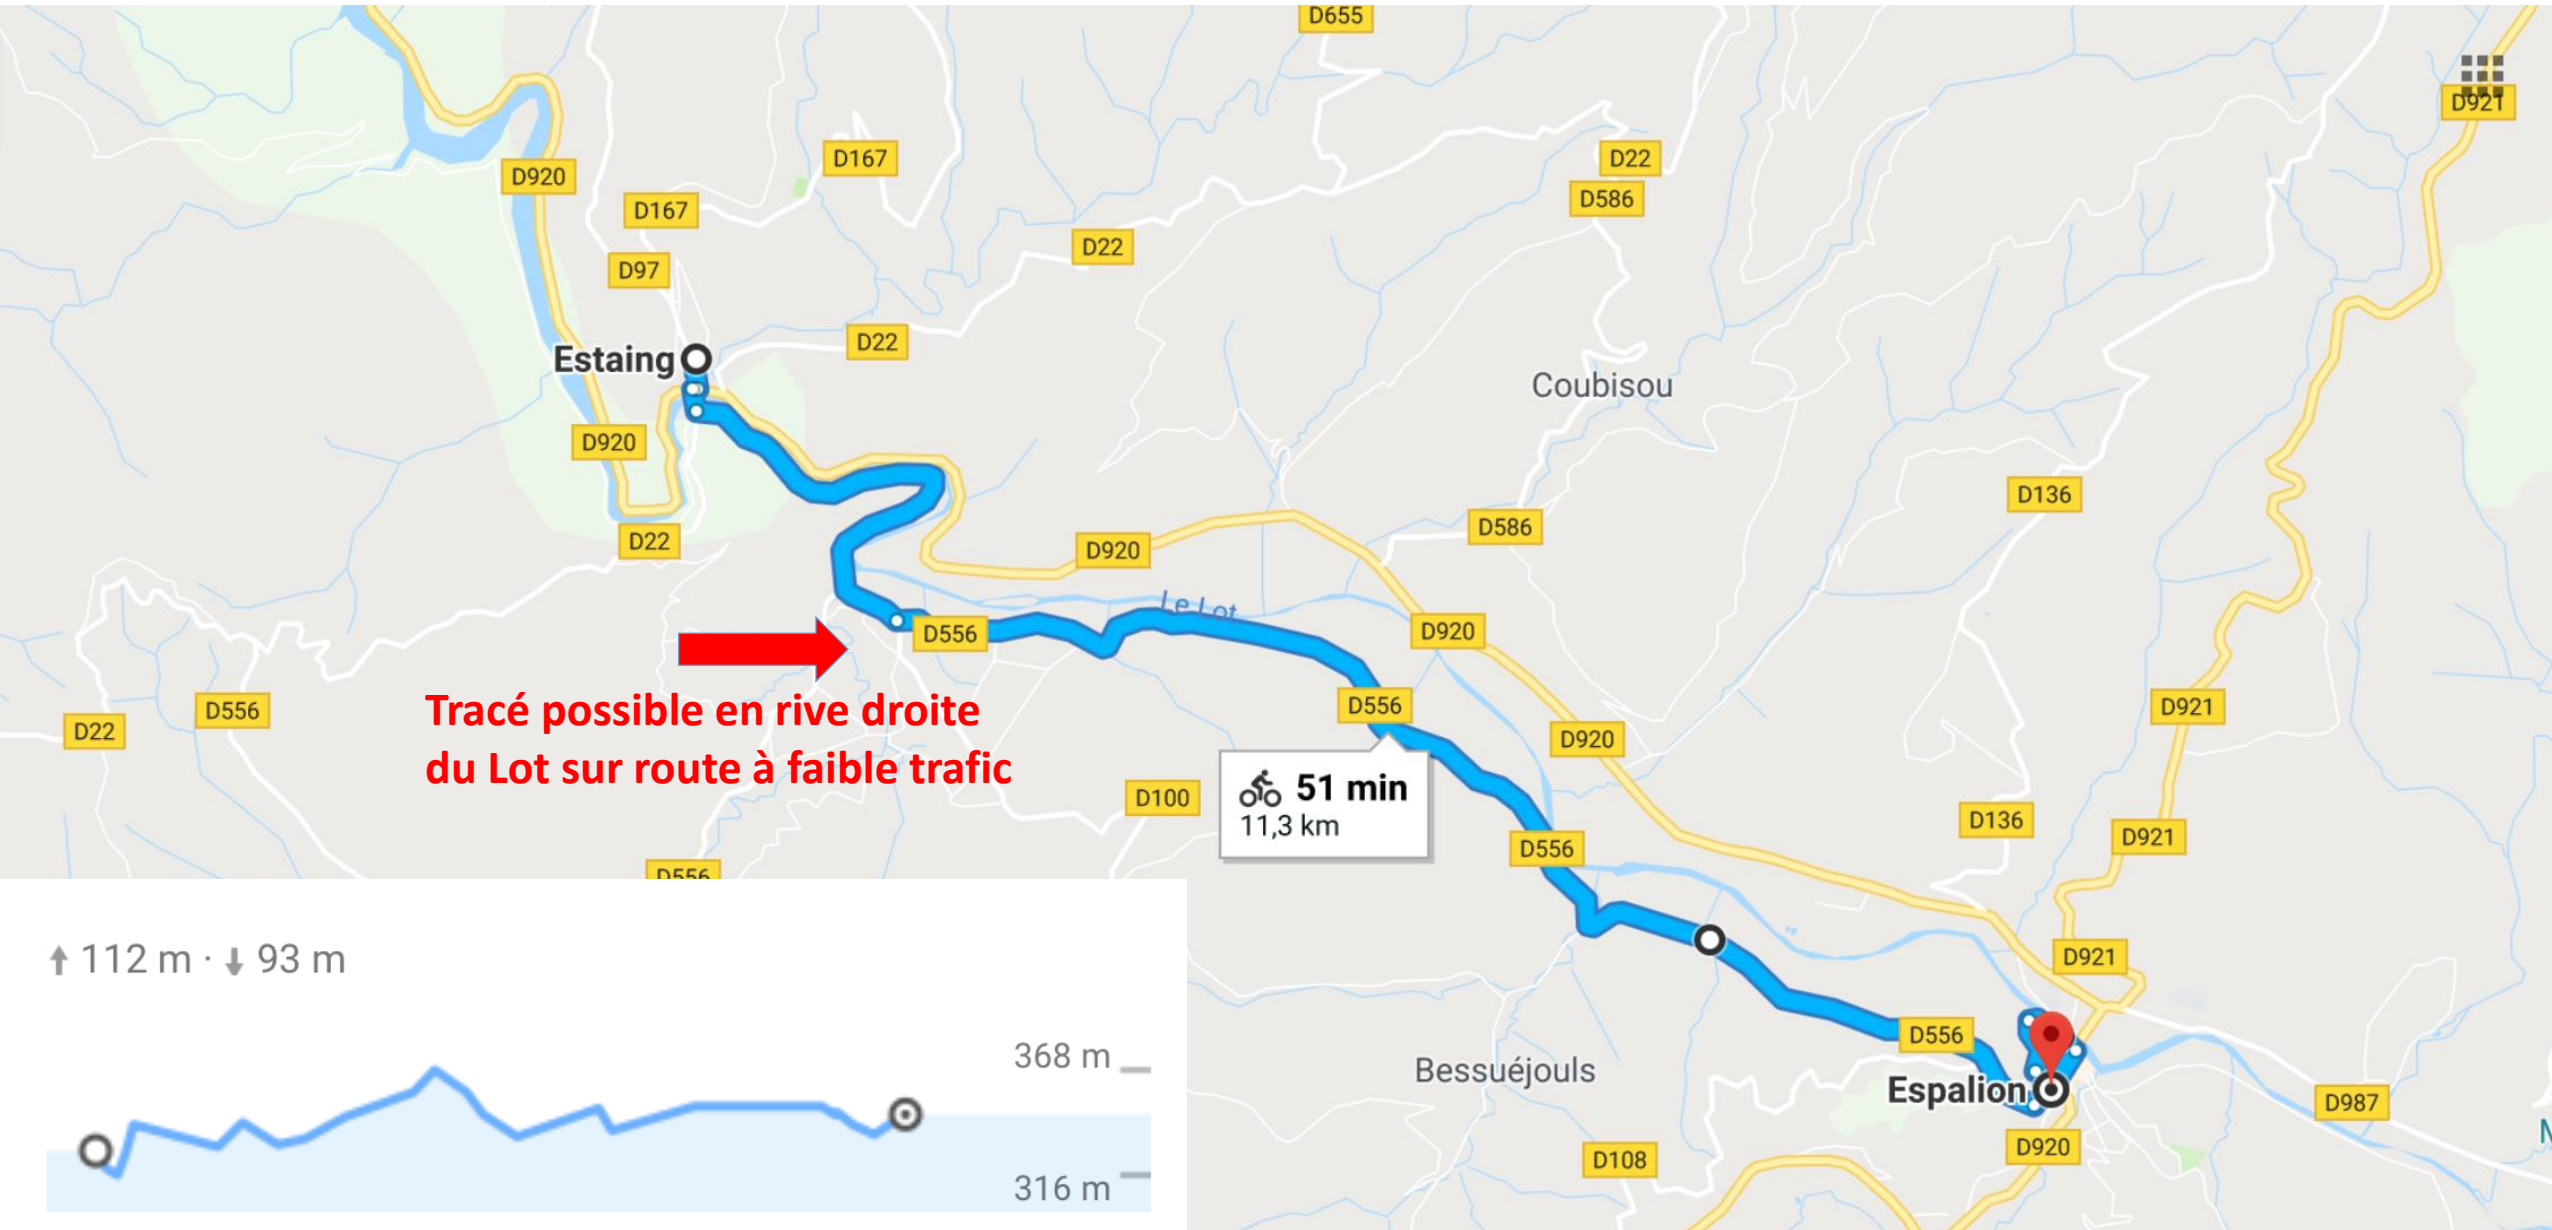 D655
D921
D167
D22
D920
D586
D167
D22
D97
D22
Estaing
Coubisou
D920
D136
D586
D22
D920
Le Lot
D556
D920
D556
D22
Tracé possible en rive droite
du Lot sur route à faible trafic
D556
D921
D920
51 min
11,3 km
D100
D136
D921
D556
D556
112 m · 93 m
D921
368 m
D556
Bessuéjouls
Espalion
D987
D920
D108
316 m